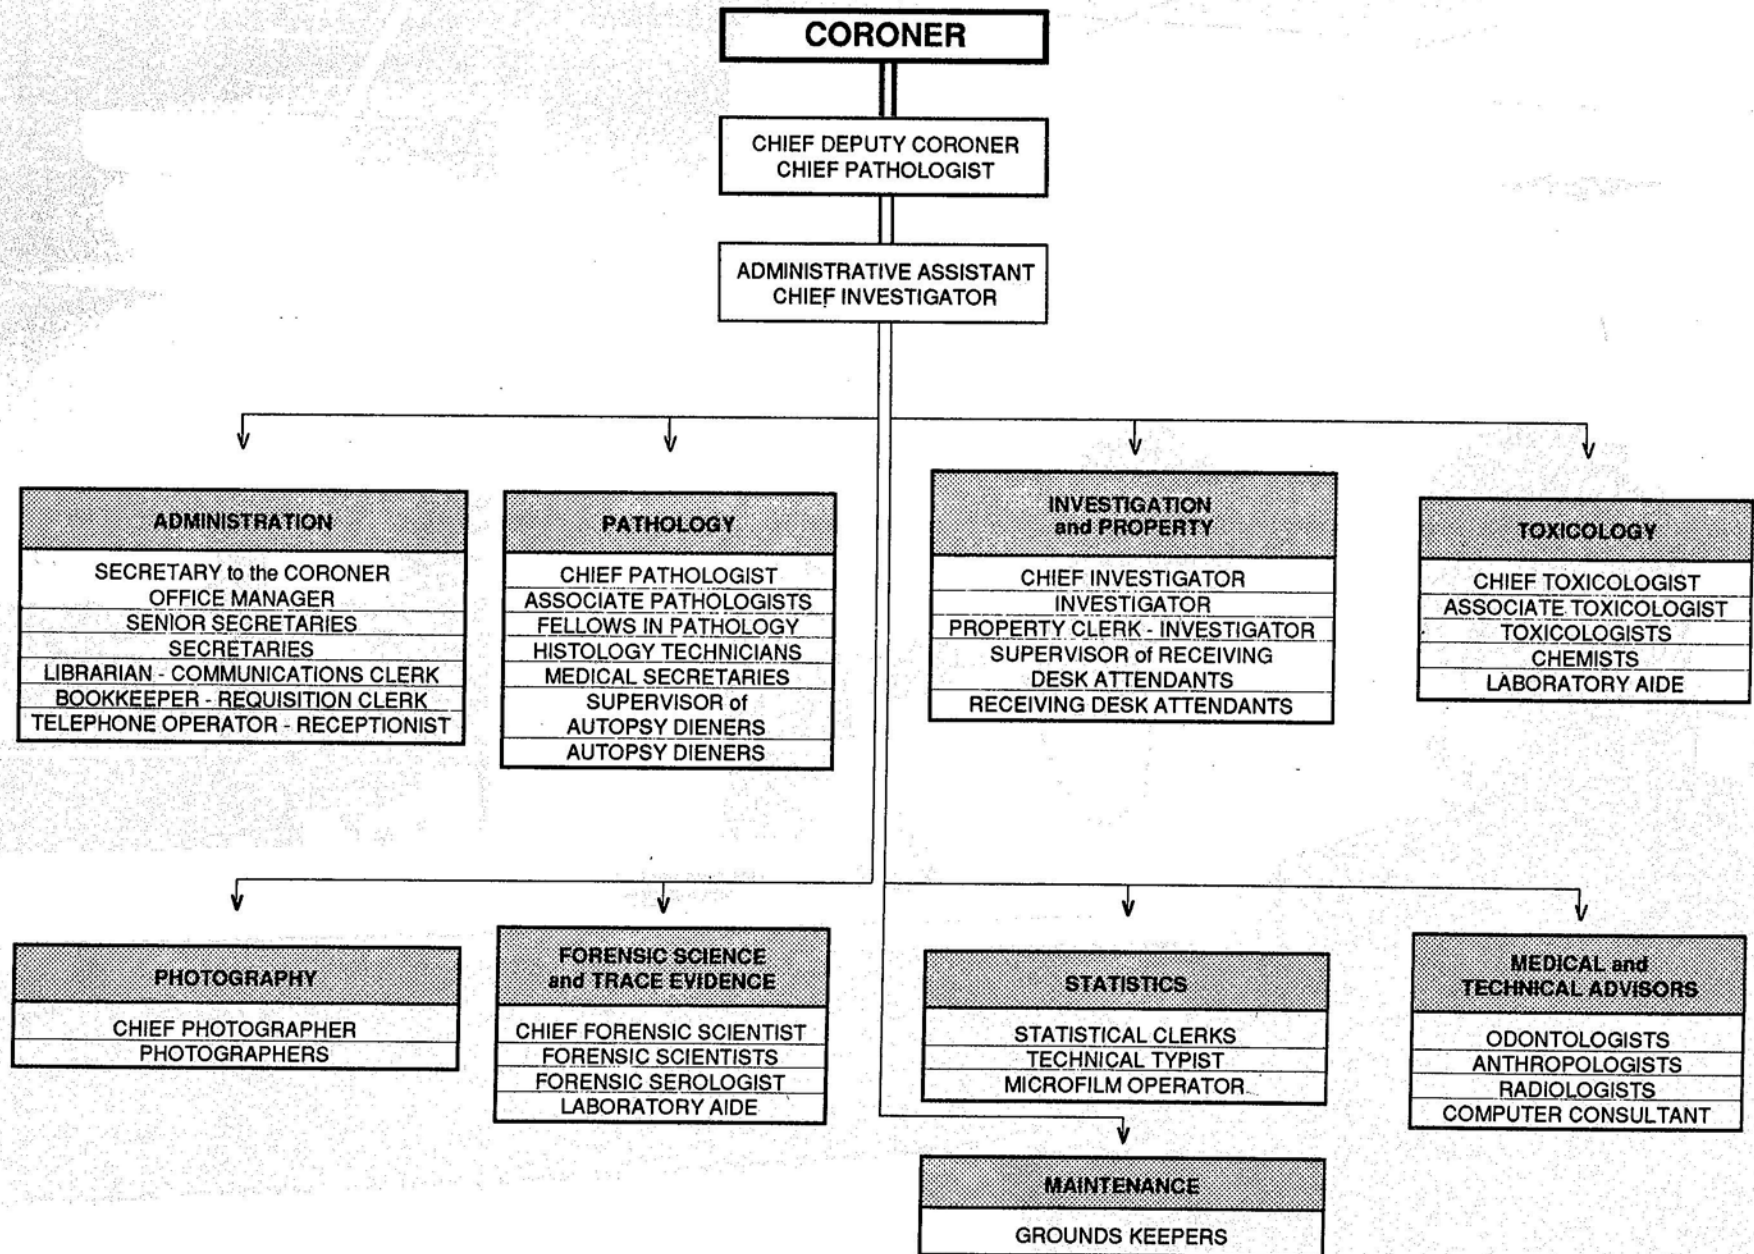 CORONER
CHIEF DEPUTY CORONER
CHIEF PATHOLOGIST
ADMINISTRATIVE ASSISTANT
CHIEF INVESTIGATOR
ADMINISTRATION
SECRETARY to the CORONER
OFFICE MANAGER
SENIOR SECRETARIES
SECRETARIES
LIBRARIAN - COMMUNICATIONS CLERK
BOOKKEEPER - REQUISITION CLERK
TELEPHONE OPERATOR - RECEPTIONIST
PATHOLOGY
CHIEF PATHOLOGIST
ASSOCIATE PATHOLOGISTS
FELLOWS IN PATHOLOGY
HISTOLOGY TECHNICIANS
MEDICAL SECRETARIES
SUPERVISOR of
AUTOPSY DIENERS
AUTOPSY DIENERS
INVESTIGATION
and PROPERTY
CHIEF INVESTIGATOR
INVESTIGATOR
PROPERTY CLERK - INVESTIGATOR
SUPERVISOR of RECEIVING
DESK ATTENDANTS
RECEIVING DESK ATTENDANTS
TOXICOLOGY
CHIEF TOXICOLOGIST
ASSOCIATE TOXICOLOGIST
TOXICOLOGISTS
CHEMISTS
LABORATORY AIDE
PHOTOGRAPHY
CHIEF PHOTOGRAPHER
PHOTOGRAPHERS
FORENSIC SCIENCE
and TRACE EVIDENCE
CHIEF FORENSIC SCIENTIST
FORENSIC SCIENTISTS
FORENSIC SEROLOGIST
LABORATORY AIDE
STATISTICS
STATISTICAL CLERKS
TECHNICAL TYPIST
MICROFILM OPERATOR
MEDICAL and
TECHNICAL ADVISORS
ODONTOLOGISTS
ANTHROPOLOGISTS
RADIOLOGISTS
COMPUTER CONSULTANT
MAINTENANCE
GROUNDS KEEPERS